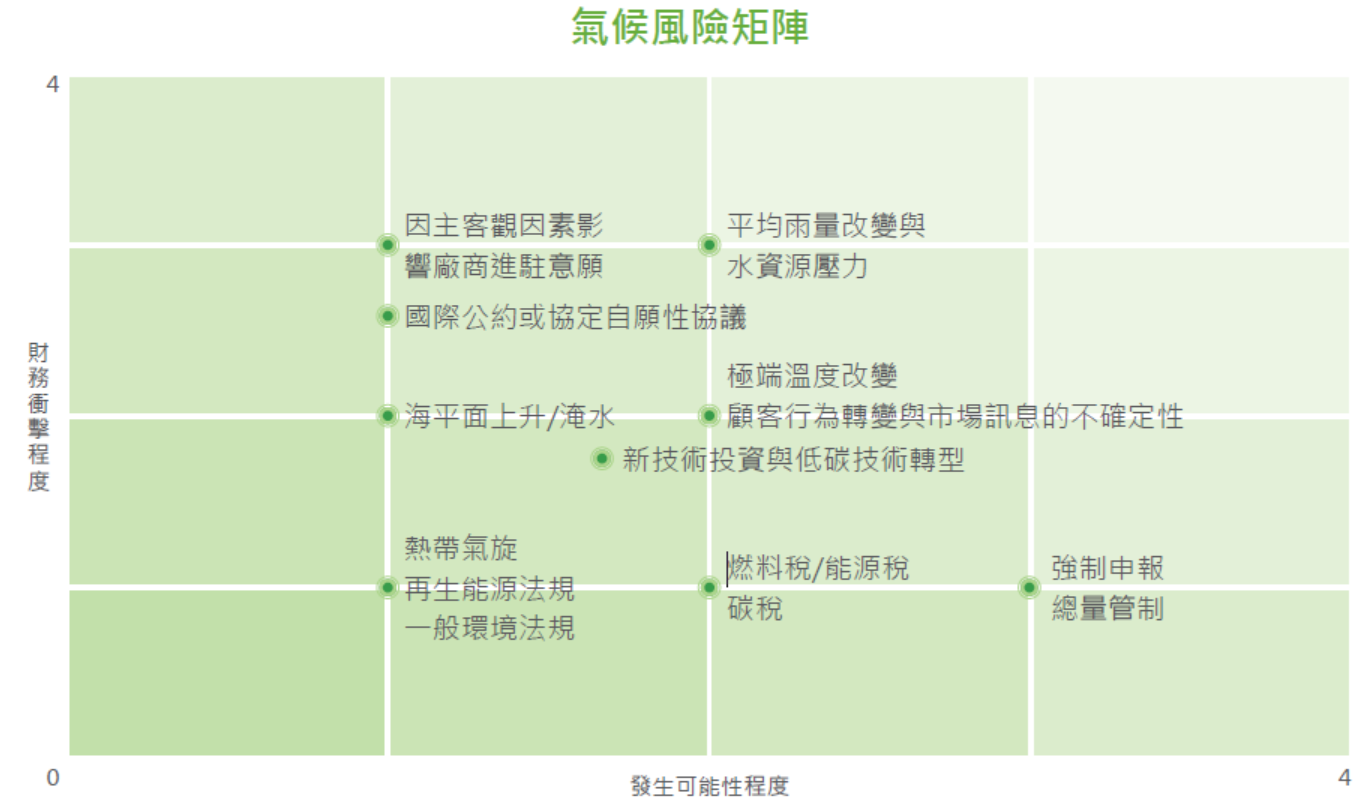 氣候風險矩陣
4
因主客觀因素影
響廠商進駐意願
平均雨量改變與
水資源壓力
國際公約或協定自願性協議
財務衝擊程度
極端溫度改變
海平面上升/淹水
顧客行為轉變與市場訊息的不確定性
新技術投資與低碳技術轉型
熱帶氣旋
再生能源法規
一般環境法規
燃料稅/能源稅
碳稅
強制申報
總量管制
0
發生可能性程度
4